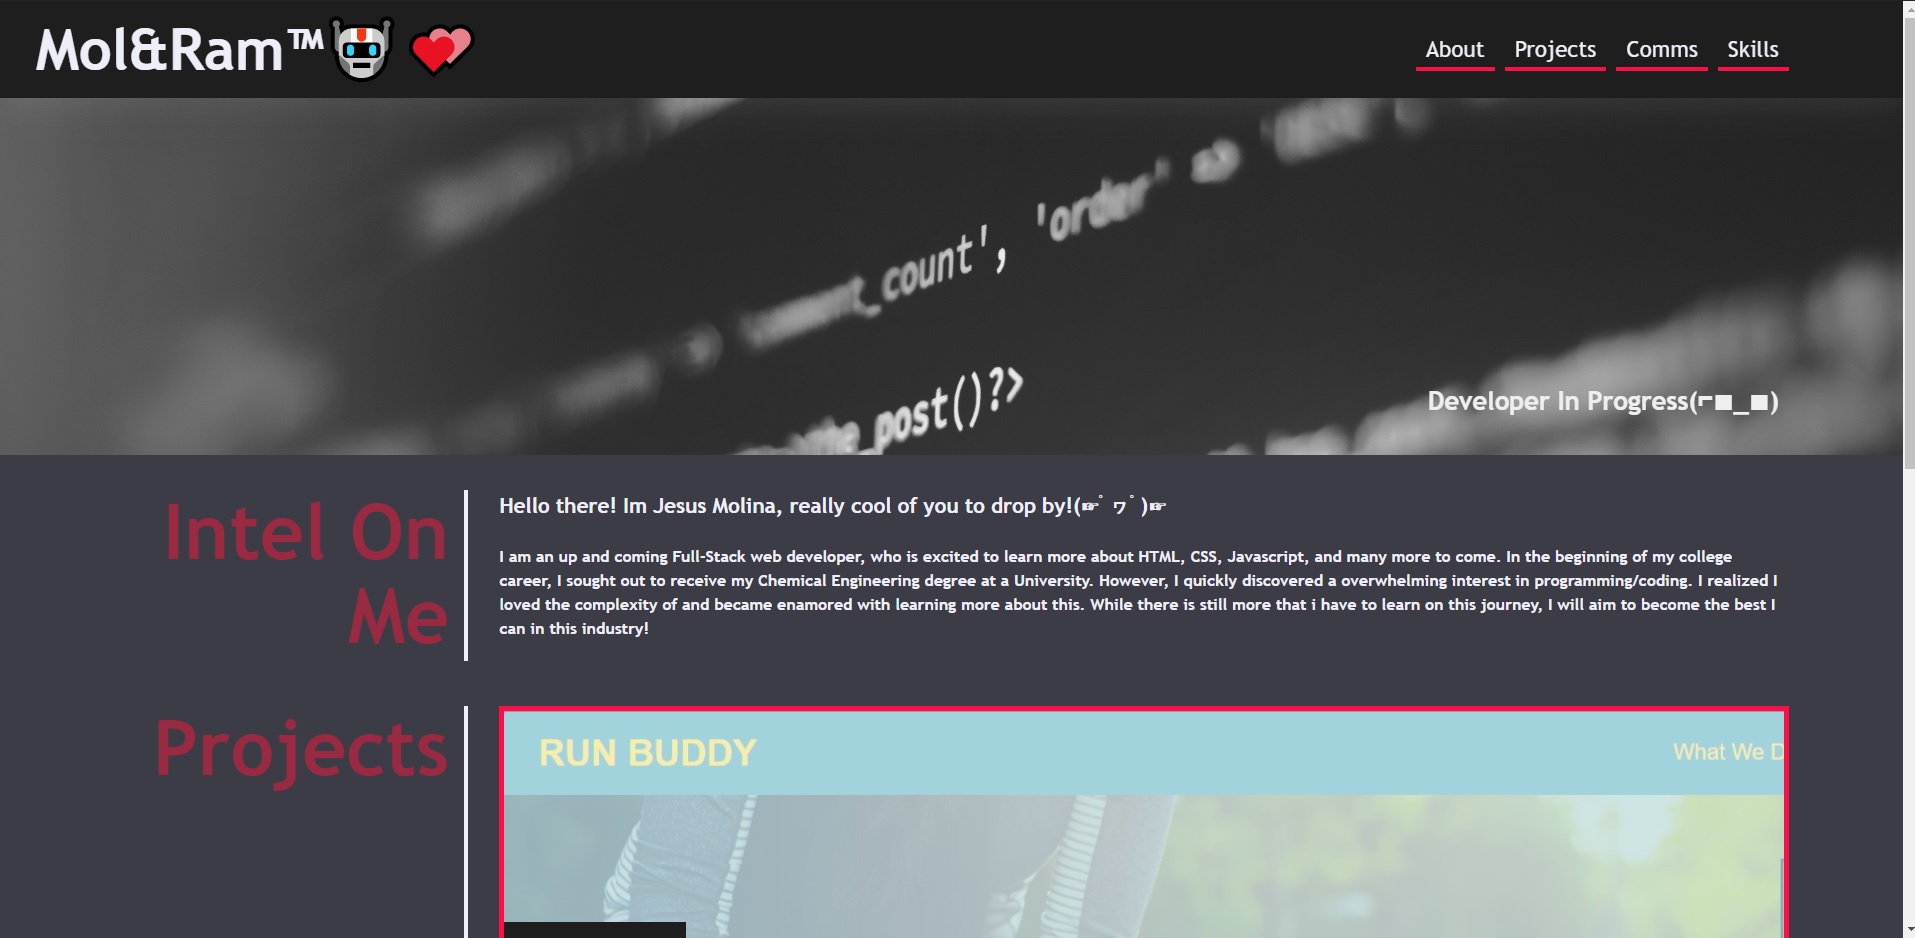 Mol&Ram™
About Projects Comms Skills
'order' =>
_count',
_post()?>
Developer In Progress(⌐■_■)
Intel On
Me
Hello there! Im Jesus Molina, really cool of you to drop by!(☞ﾟヮﾟ)☞
I am an up and coming Full-Stack web developer, who is excited to learn more about HTML, CSS, Javascript, and many more to come. In the beginning of my college
career, I sought out to receive my Chemical Engineering degree at a University. However, I quickly discovered a overwhelming interest in programming/coding. I realized I
loved the complexity of and became enamored with learning more about this. While there is still more that i have to learn on this journey, I will aim to become the best I
can in this industry!
Projects
RUN BUDDY
What We D